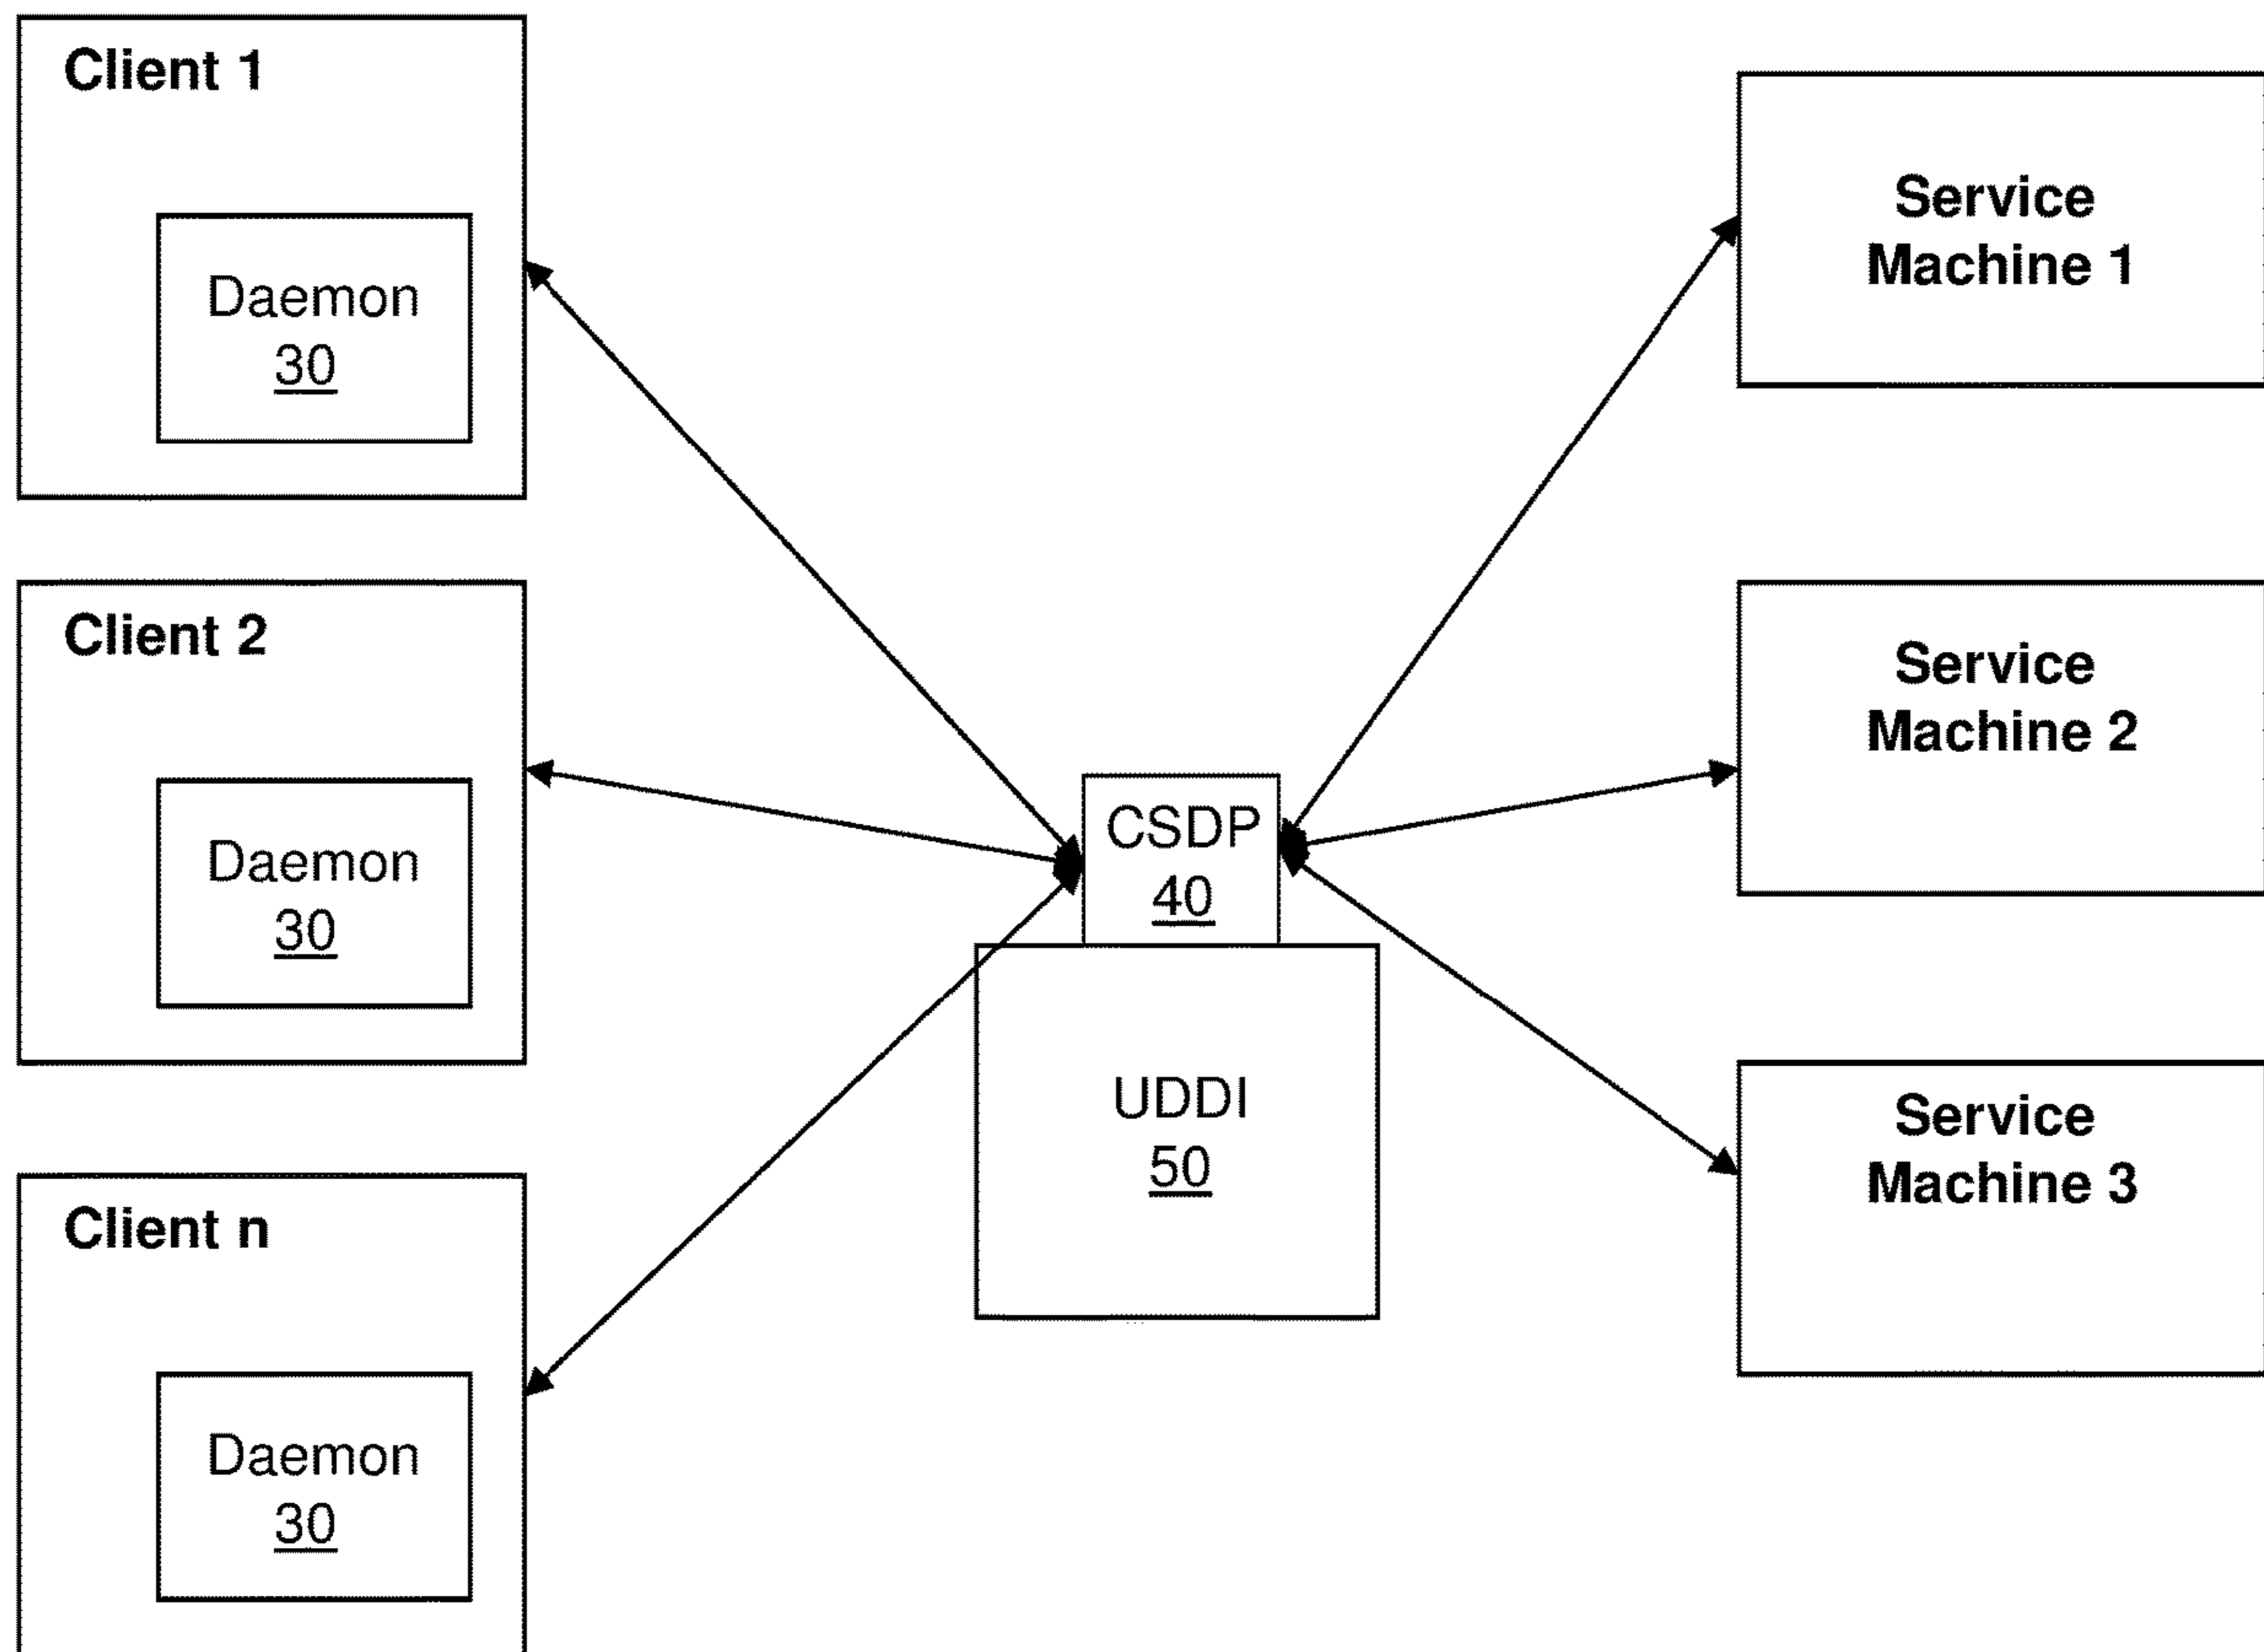 Client 1
Daemon
30
Client 2
Daemon
30
Client n
Daemon
30
CSDP
40
UDDI
50
Service
Machine 1
Service
Machine 2
Service
Machine 3